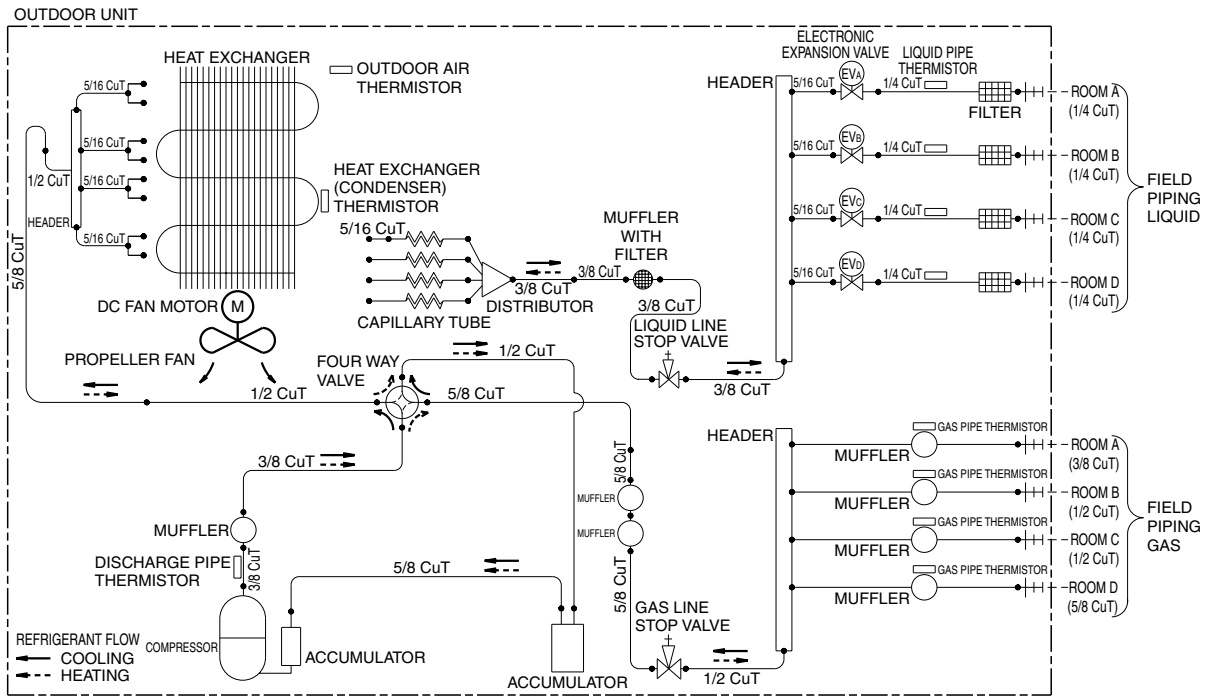 OUTDOOR UNIT
HEAT EXCHANGER
OUTDOOR AIR
THERMISTOR
5/16 CuT
5/16 CuT
5/16 CuT
5/16 CuT
1/2 CuT
HEADER
5/8 CuT
HEAT EXCHANGER
(CONDENSER)
THERMISTOR
5/16 CuT
CAPILLARY TUBE
3/8 CuT
DISTRIBUTOR
3/8 CuT
MUFFLER
WITH
FILTER
3/8 CuT
LIQUID LINE
STOP VALVE
3/8 CuT
HEADER
ELECTRONIC
EXPANSION VALVE
LIQUID PIPE
THERMISTOR
5/16 CuT
EVA
1/4 CuT
FILTER
ROOM A
(1/4 CuT)
5/16 CuT
EVB
1/4 CuT
ROOM B
(1/4 CuT)
5/16 CuT
EVC
1/4 CuT
ROOM C
(1/4 CuT)
5/16 CuT
EVD
1/4 CuT
ROOM D
(1/4 CuT)
FIELD
PIPING
LIQUID
DC FAN MOTOR
M
PROPELLER FAN
FOUR WAY
VALVE
1/2 CuT
1/2 CuT
5/8 CuT
3/8 CuT
MUFFLER
DISCHARGE PIPE
THERMISTOR
3/8 CuT
COMPRESSOR
ACCUMULATOR
5/8 CuT
ACCUMULATOR
5/8 CuT
MUFFLER
MUFFLER
5/8 CuT
GAS LINE
STOP VALVE
1/2 CuT
HEADER
GAS PIPE THERMISTOR
MUFFLER
ROOM A
(3/8 CuT)
GAS PIPE THERMISTOR
MUFFLER
ROOM B
(1/2 CuT)
GAS PIPE THERMISTOR
MUFFLER
ROOM C
(1/2 CuT)
GAS PIPE THERMISTOR
MUFFLER
ROOM D
(5/8 CuT)
FIELD
PIPING
GAS
REFRIGERANT FLOW
COOLING
HEATING